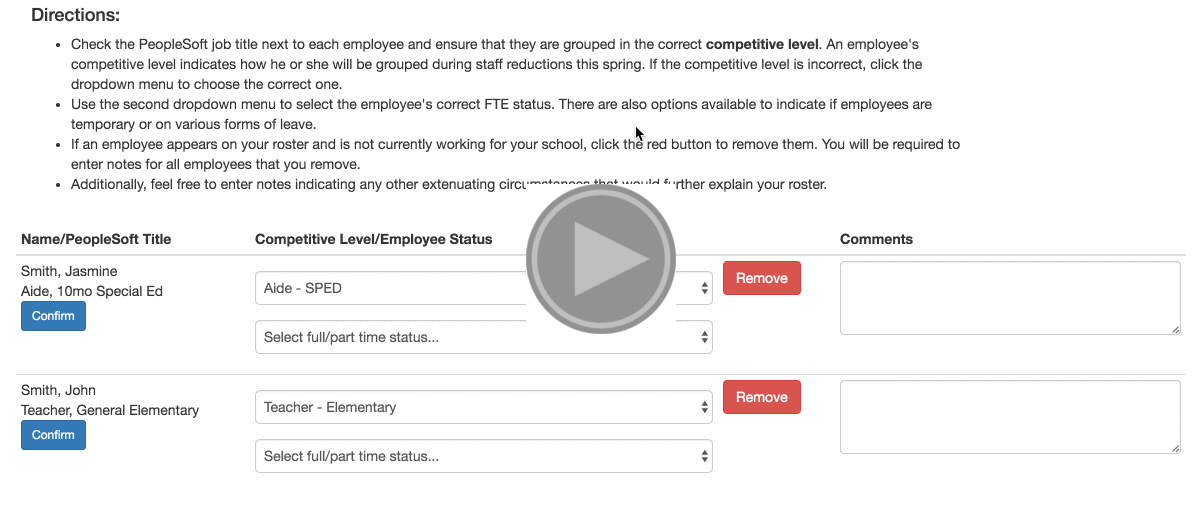 Directions:
• Check the PeopleSoft job title next to each employee and ensure that they are grouped in the correct competitive level. An employee's
competitive level indicates how he or she will be grouped during staff reductions this spring. If the competitive level is incorrect, click the
dropdown menu to choose the correct one.
• Use the second dropdown menu to select the employee's correct FTE status. There are also options available to indicate if employees are
temporary or on various forms of leave.
• If an employee appears on your roster and is not currently working for your school, click the red button to remove them. You will be required to
enter notes for all employees that you remove.
• Additionally, feel free to enter notes indicating any other extenuating circumstances that would further explain your roster.
Name/PeopleSoft Title Competitive Level/Employee Status Comments
Smith, Jasmine
Aide, 10mo Special Ed
Confirm
Aide - SPED
Remove
Select full/part time status...
Smith, John
Teacher, General Elementary
Confirm
Teacher - Elementary
Remove
Select full/part time status...